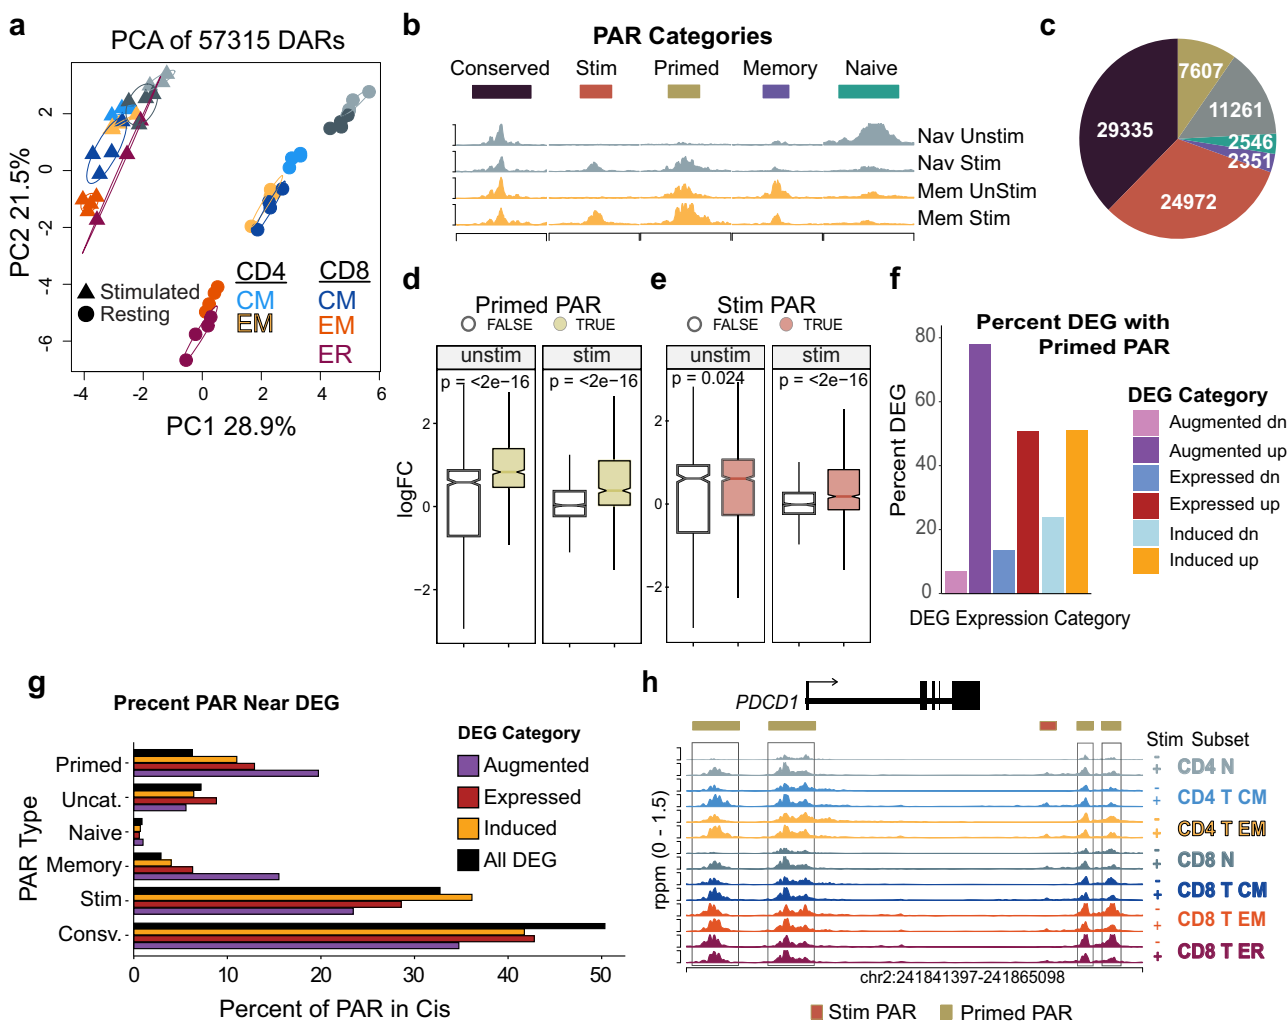 a
PCA of 57315 DARs
PC2 21.5%
2
0
-2
-4
-6
-4
-2
0
2
4
6
PC1 28.9%
Stimulated
Resting
CD4
CM
EM
CD8
CM
EM
ER
b
PAR Categories
Conserved Stim Primed Memory Naive
Nav Unstim
Nav Stim
Mem UnStim
Mem Stim
c
7607
11261
2546
2351
24972
29335
d
Primed PAR
FALSE TRUE
unstim stim
p = <2e-16 p = <2e-16
logFC
2
0
−2
e
Stim PAR
FALSE TRUE
unstim stim
p = 0.024 p = <2e-16
2
0
−2
f
Percent DEG with
Primed PAR
Percent DEG
80
60
40
20
0
DEG Expression Category
DEG Category
Augmented dn
Augmented up
Expressed dn
Expressed up
Induced dn
Induced up
g
Precent PAR Near DEG
PAR Type
Primed
Uncat.
Naive
Memory
Stim
Consv.
0 10 20 30 40 50
Percent of PAR in Cis
DEG Category
Augmented
Expressed
Induced
All DEG
h
PDCD1
Stim Subset
rppm (0 - 1.5)
-
+ CD4 N
-
+ CD4 T CM
-
+ CD4 T EM
-
+ CD8 N
-
+ CD8 T CM
-
+ CD8 T EM
-
+ CD8 T ER
chr2:241841397-241865098
Stim PAR Primed PAR